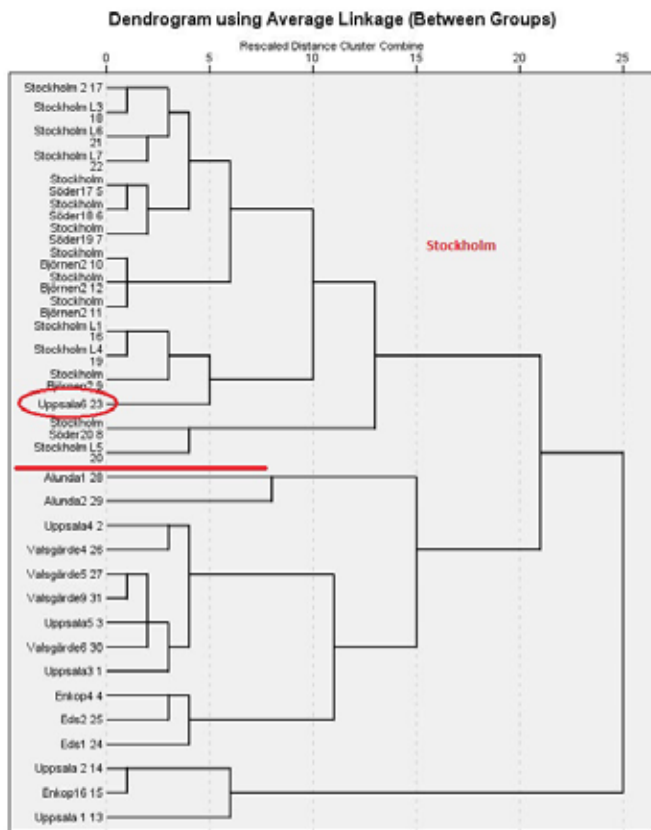 Dendrogram using Average Linkage (Between Groups)
Rescaled Distance Cluster Combine
0 5 10 15 20 25
Stockholm 2 17
Stockholm L3
18
Stockholm L6
21
Stockholm L7
22
Stockholm
Söder17 5
Stockholm
Söder18 6
Stockholm
Söder19 7
Stockholm
Björnen2 10
Stockholm
Björnen2 12
Stockholm
Björnen2 11
Stockholm L1
16
Stockholm L4
19
Stockholm
Björnen2 9
Uppsala6 23
Stockholm
Söder20 8
Stockholm L5
20
Stockholm
Alunda1 28
Alunda2 29
Uppsala4 2
Valsgärde4 26
Valsgärde5 27
Valsgärde9 31
Uppsala5 3
Valsgärde6 30
Uppsala3 1
Enkop4 4
Eds2 25
Eds1 24
Uppsala 2 14
Enkop16 15
Uppsala 1 13